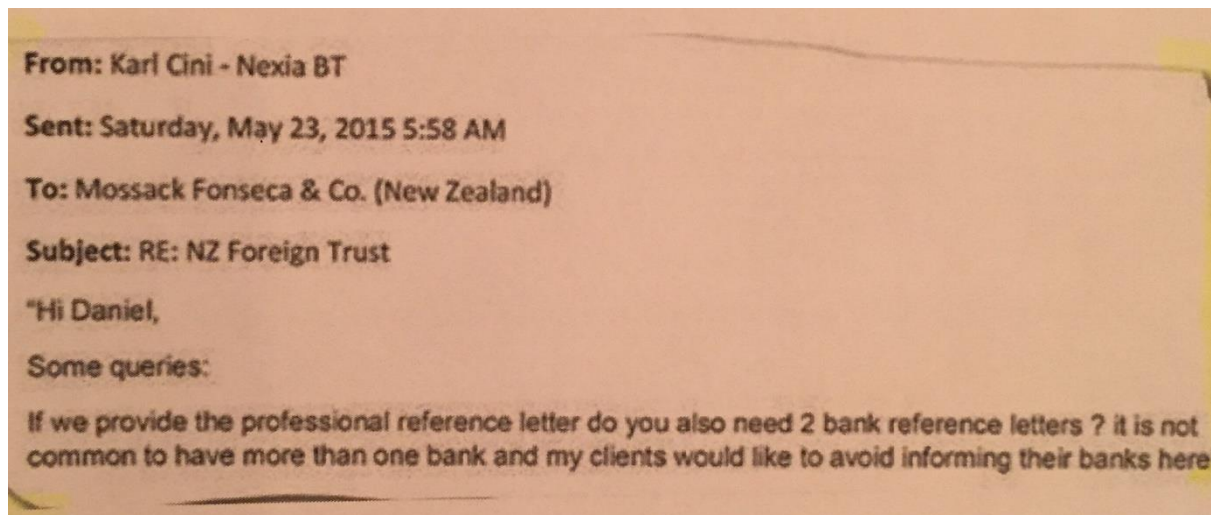 From: Karl Cini - Nexia BT
Sent: Saturday, May 23, 2015 5:58 AM
To: Mossack Fonseca & Co. (New Zealand)
Subject: RE: NZ Foreign Trust
"Hi Daniel,
Some queries:
If we provide the professional reference letter do you also need 2 bank reference letters ? it is not
common to have more than one bank and my clients would like to avoid informing their banks here